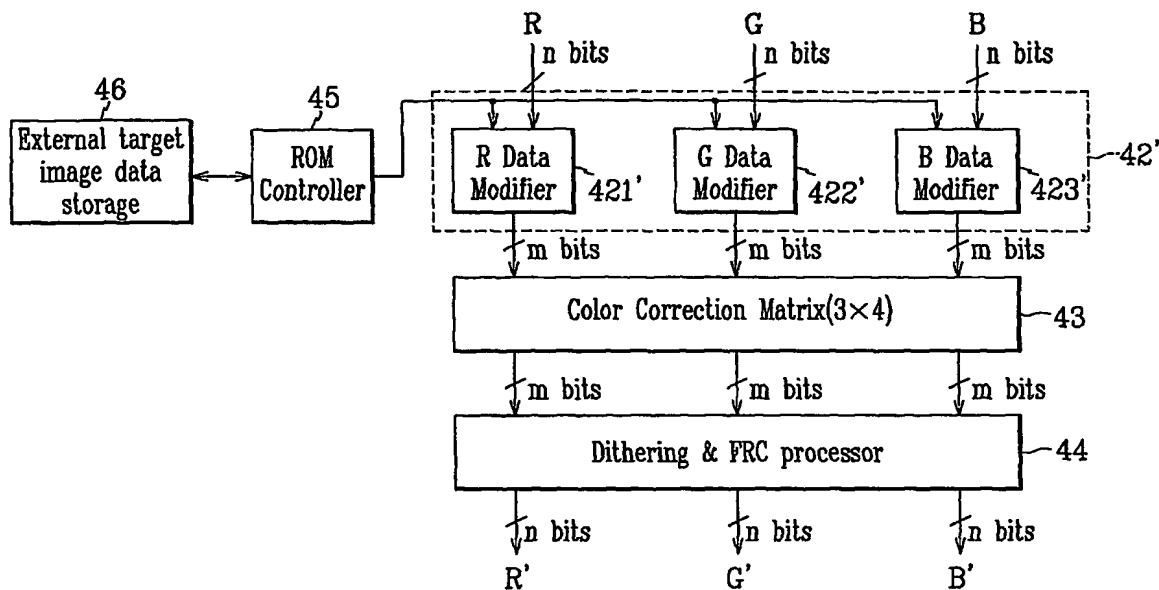 R G B
n bits n bits n bits
46 45
External target
image data
storage
ROM
Controller
R Data
Modifier
G Data
Modifier
B Data
Modifier
42'
421' 422' 423'
m bits m bits m bits
Color Correction Matrix(3×4)
43
m bits m bits m bits
Dithering & FRC processor
44
n bits n bits n bits
R' G' B'